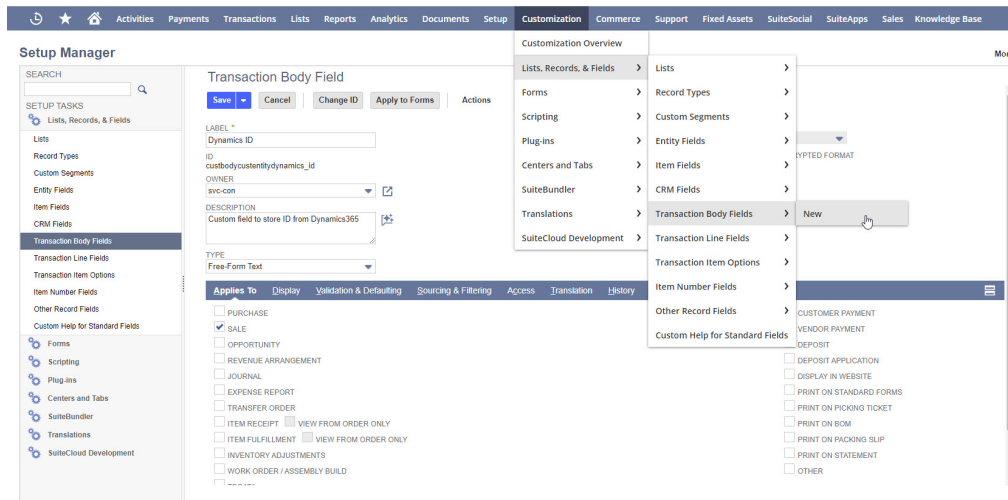 Activities Payments Transactions Lists Reports Analytics Documents Setup Customization Commerce Support Fixed Assets SuiteSocial SuiteApps Sales Knowledge Base
Setup Manager
Mor
SEARCH
SETUP TASKS
Lists, Records, & Fields
Lists
Record Types
Custom Segments
Entity Fields
Item Fields
CRM Fields
Transaction Body Fields
Transaction Line Fields
Transaction Item Options
Item Number Fields
Other Record Fields
Custom Help for Standard Fields
Forms
Scripting
Plug-ins
Centers and Tabs
SuiteBundler
Translations
SuiteCloud Development
Transaction Body Field
Save Cancel Change ID Apply to Forms Actions
LABEL *
Dynamics ID
ID
custbodycustentitydynamics_id
OWNER
svc-con
DESCRIPTION
Custom field to store ID from Dynamics365
TYPE
Free-Form Text
Customization Overview
Lists, Records, & Fields
Forms
Scripting
Plug-ins
Centers and Tabs
SuiteBundler
Translations
SuiteCloud Development
Lists
Record Types
Custom Segments
Entity Fields
Item Fields
CRM Fields
Transaction Body Fields
Transaction Line Fields
Transaction Item Options
Item Number Fields
Other Record Fields
Custom Help for Standard Fields
New
YPTED FORMAT
Applies To Display Validation & Defaulting Sourcing & Filtering Access Translation History
PURCHASE
SALE
OPPORTUNITY
REVENUE ARRANGEMENT
JOURNAL
EXPENSE REPORT
TRANSFER ORDER
ITEM RECEIPT VIEW FROM ORDER ONLY
ITEM FULFILLMENT VIEW FROM ORDER ONLY
INVENTORY ADJUSTMENTS
WORK ORDER / ASSEMBLY BUILD
CUSTOMER PAYMENT
VENDOR PAYMENT
DEPOSIT
DEPOSIT APPLICATION
DISPLAY IN WEBSITE
PRINT ON STANDARD FORMS
PRINT ON PICKING TICKET
PRINT ON BOM
PRINT ON PACKING SLIP
PRINT ON STATEMENT
OTHER